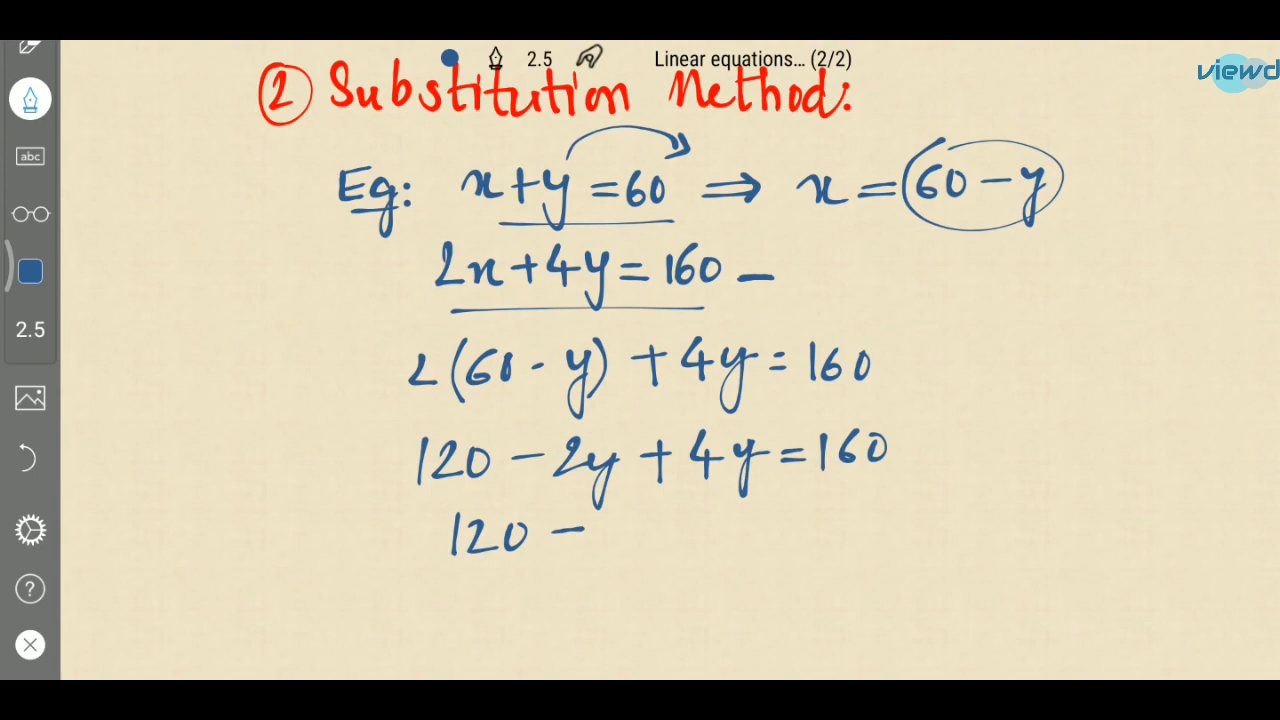 2.5 Linear equations... (2/2)
viewd
② Substitution Method:
abc
Eg: x+y=60 ⇒ x=60-y
2x+4y=160 -
2.5
2(60-y) + 4y = 160
120 - 2y + 4y = 160
120 -
?